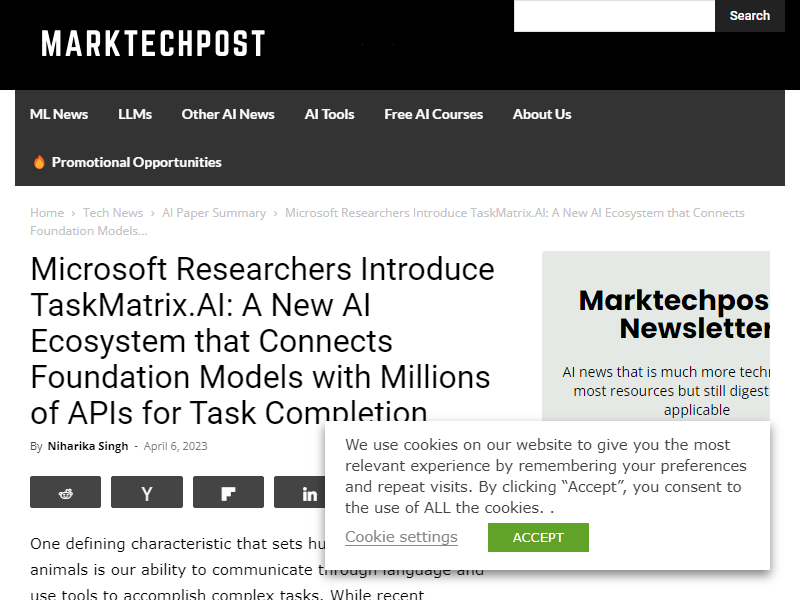 Search
MARKTECHPOST
ML News
LLMs
Other AI News
AI Tools
Free AI Courses
About Us
Promotional Opportunities
Home › Tech News › AI Paper Summary › Microsoft Researchers Introduce TaskMatrix.AI: A New AI Ecosystem that Connects
Foundation Models...
Microsoft Researchers Introduce
TaskMatrix.AI: A New AI
Ecosystem that Connects
Foundation Models with Millions
of APIs for Task Completion
By Niharika Singh - April 6, 2023
Y
in
One defining characteristic that sets hu
animals is our ability to communicate through language and
use tools to accomplish complex tasks. While recent
Marktechpos
Newsletter
AI news that is much more techn
most resources but still digest
applicable
We use cookies on our website to give you the most
relevant experience by remembering your preferences
and repeat visits. By clicking “Accept”, you consent to
the use of ALL the cookies. .
Cookie settings
ACCEPT